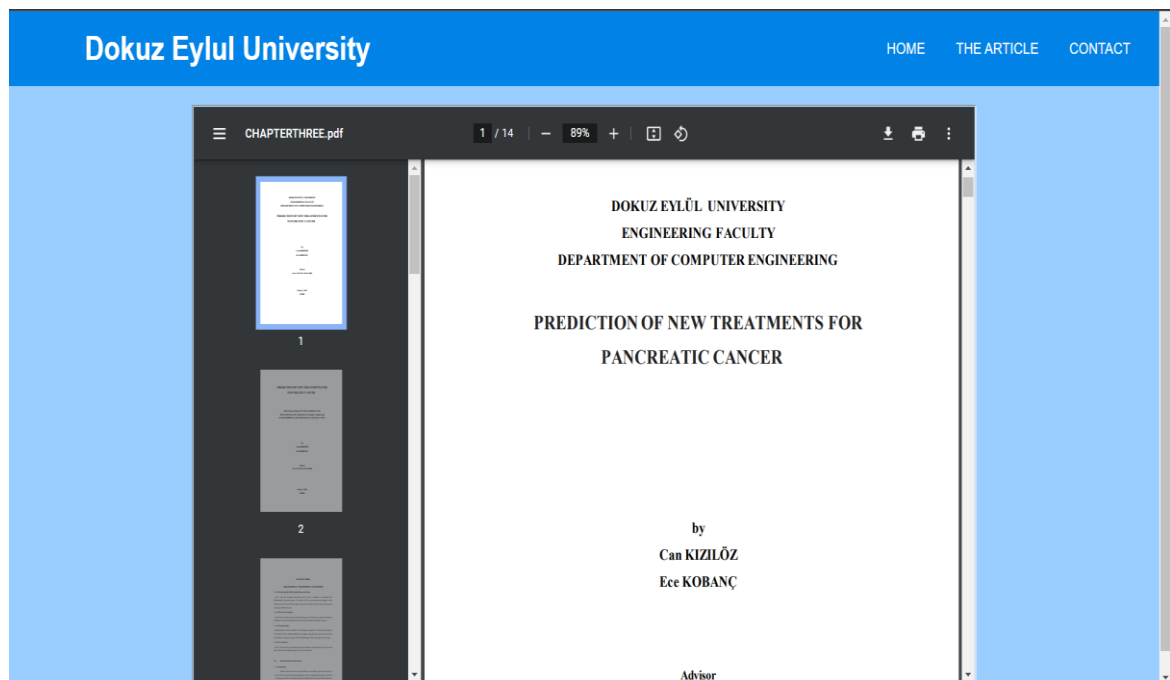 Dokuz Eylul University
HOME THE ARTICLE CONTACT
CHAPTERTHREE.pdf
1 / 14
89%
DOKUZ EYLÜL UNIVERSITY
ENGINEERING FACULTY
DEPARTMENT OF COMPUTER ENGINEERING
PREDICTION OF NEW TREATMENTS FOR
PANCREATIC CANCER
by
Can KIZILÖZ
Ece KOBANÇ
Advisor
1
2